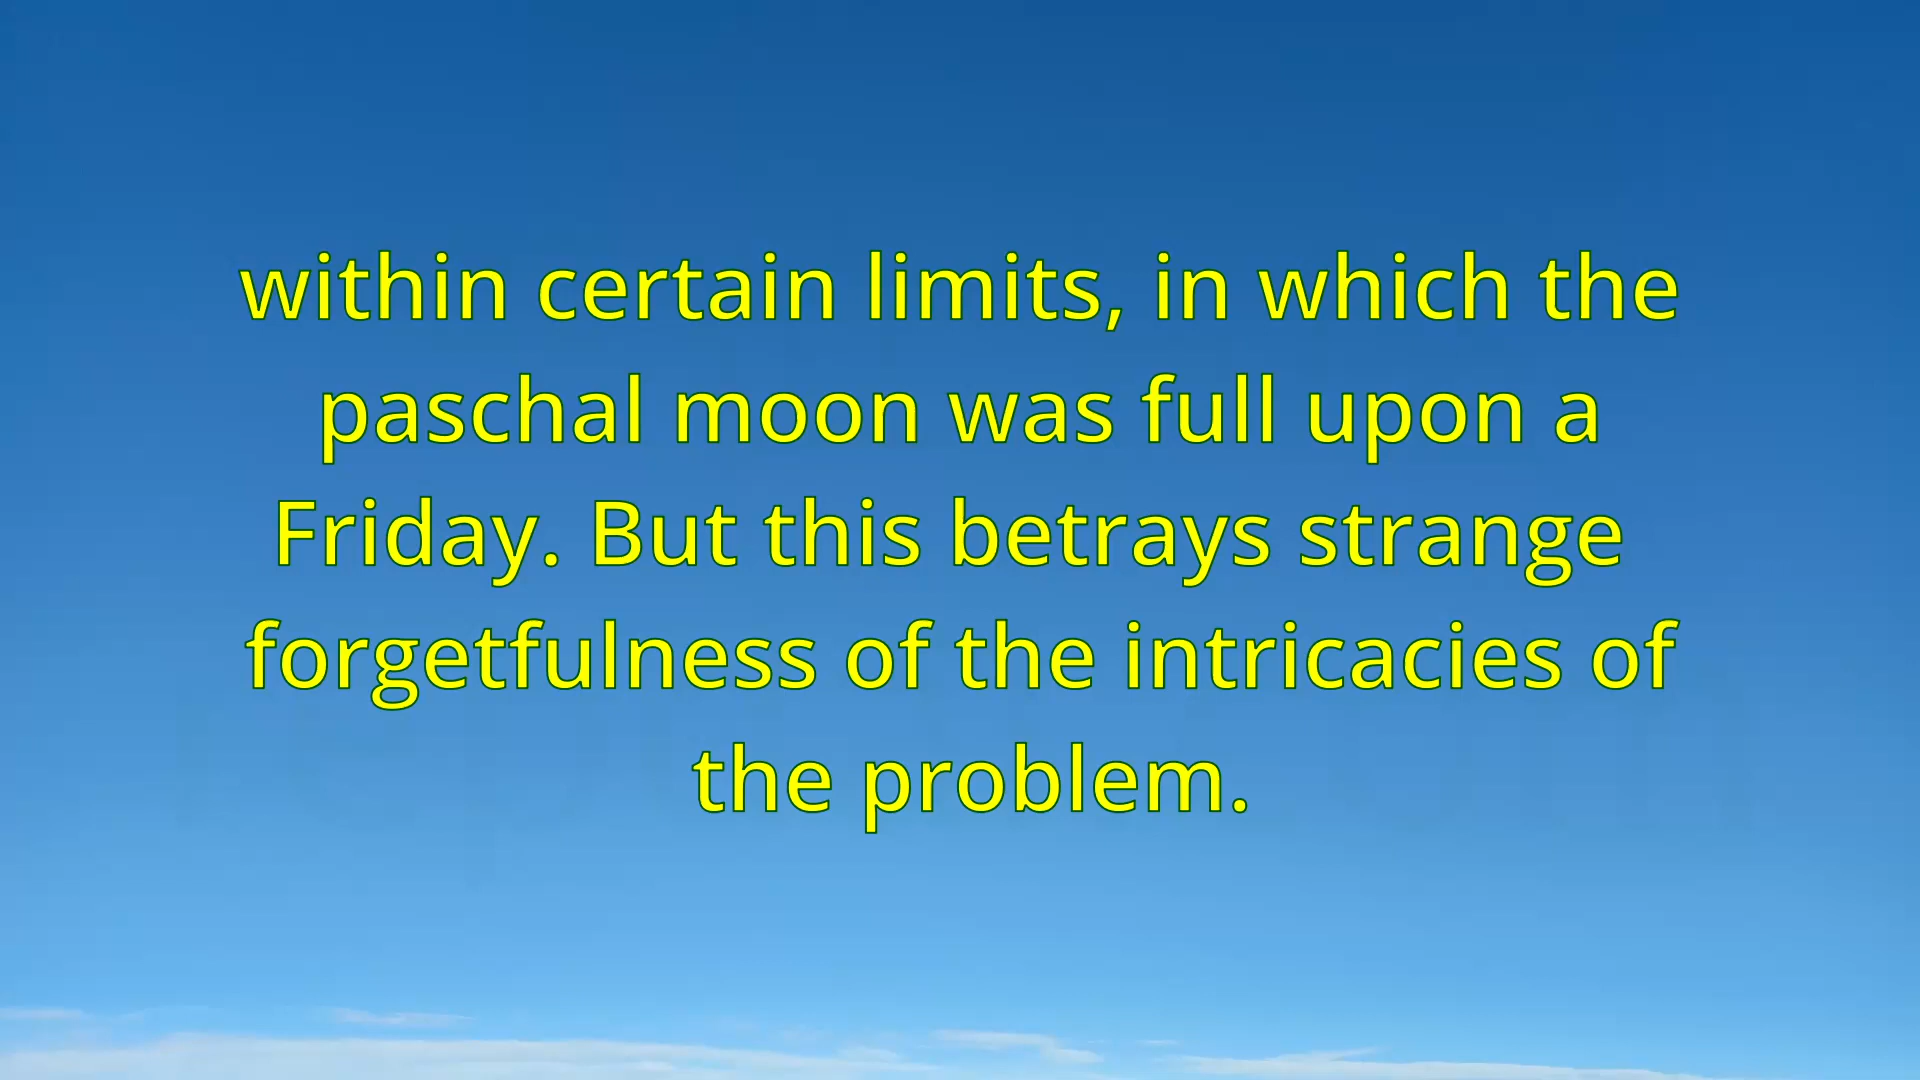 within certain limits, in which the
paschal moon was full upon a
Friday. But this betrays strange
forgetfulness of the intricacies of
the problem.